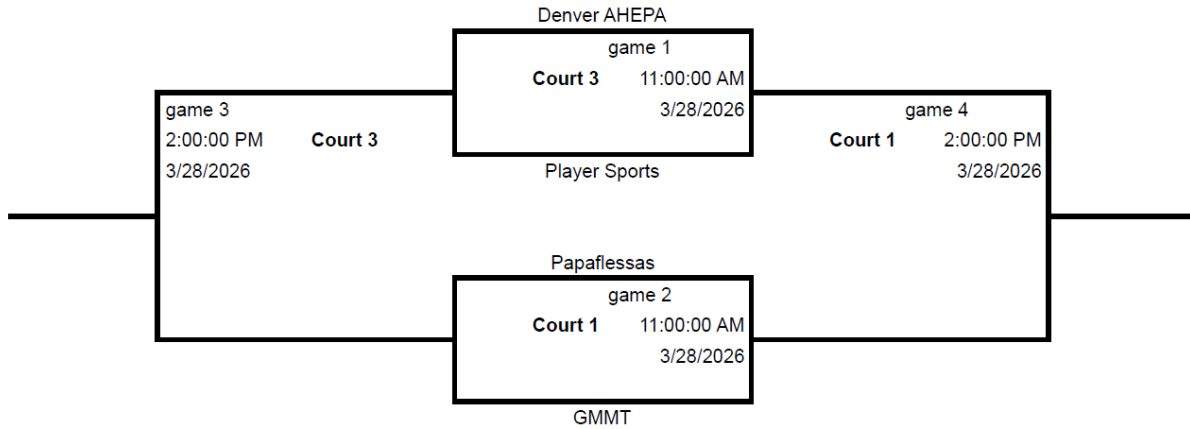 Denver AHEPA
game 1
Court 3 11:00:00 AM
3/28/2026
Player Sports
game 3
2:00:00 PM Court 3
3/28/2026
game 4
Court 1 2:00:00 PM
3/28/2026
Papaflessas
game 2
Court 1 11:00:00 AM
3/28/2026
GMMT